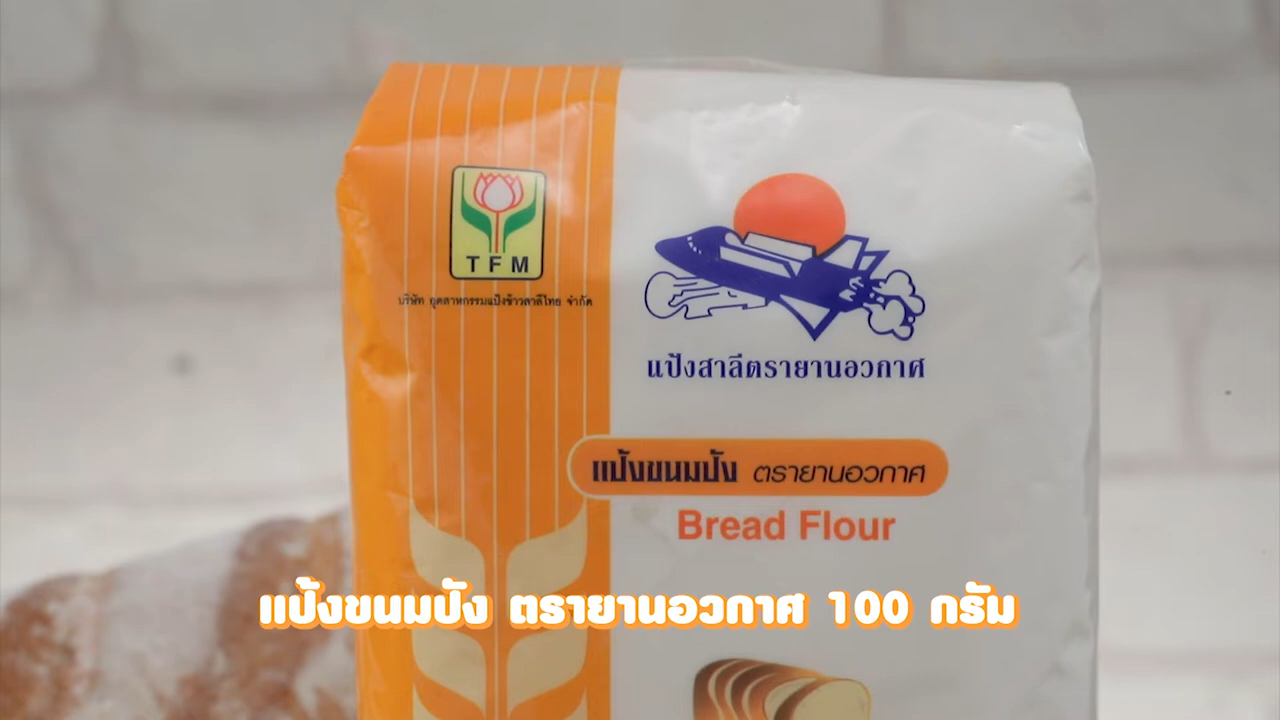 TFM
บริษัท อุตสาหกรรมแป้งข้าวสาลีไทย จำกัด
แป้งสาลีตรายานอวกาศ
แป้งขนมปัง ตรายานอวกาศ
Bread Flour
แป้งขนมปัง ตรายานอวกาศ 100 กรัม